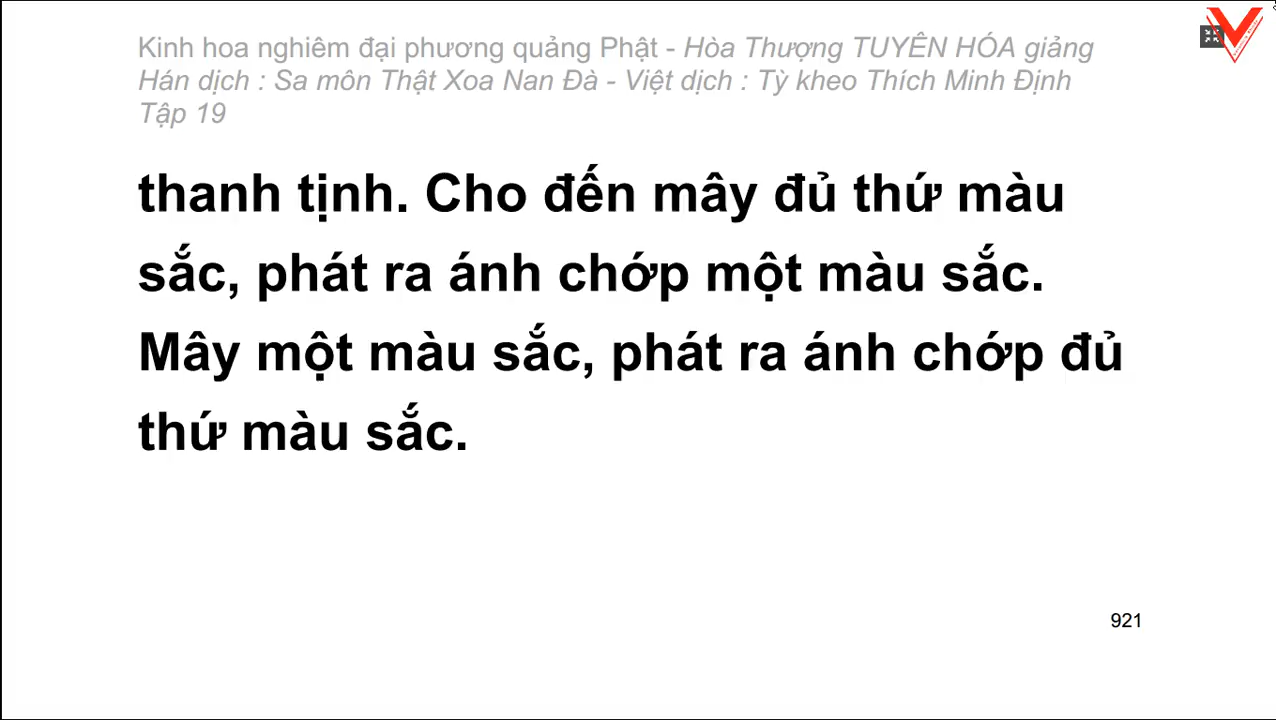 Kinh hoa nghiêm đại phương quảng Phật - Hòa Thượng TUYÊN HÓA giảng
Hán dịch : Sa môn Thật Xoa Nan Đà - Việt dịch : Tỳ kheo Thích Minh Định
Tập 19
thanh tịnh. Cho đến mây đủ thứ màu
sắc, phát ra ánh chớp một màu sắc.
Mây một màu sắc, phát ra ánh chớp đủ
thứ màu sắc.
921